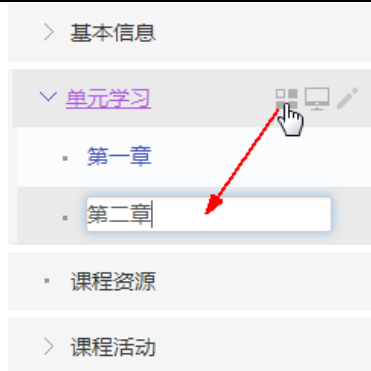 基本信息
单元学习
第一章
第二章
课程资源
课程活动